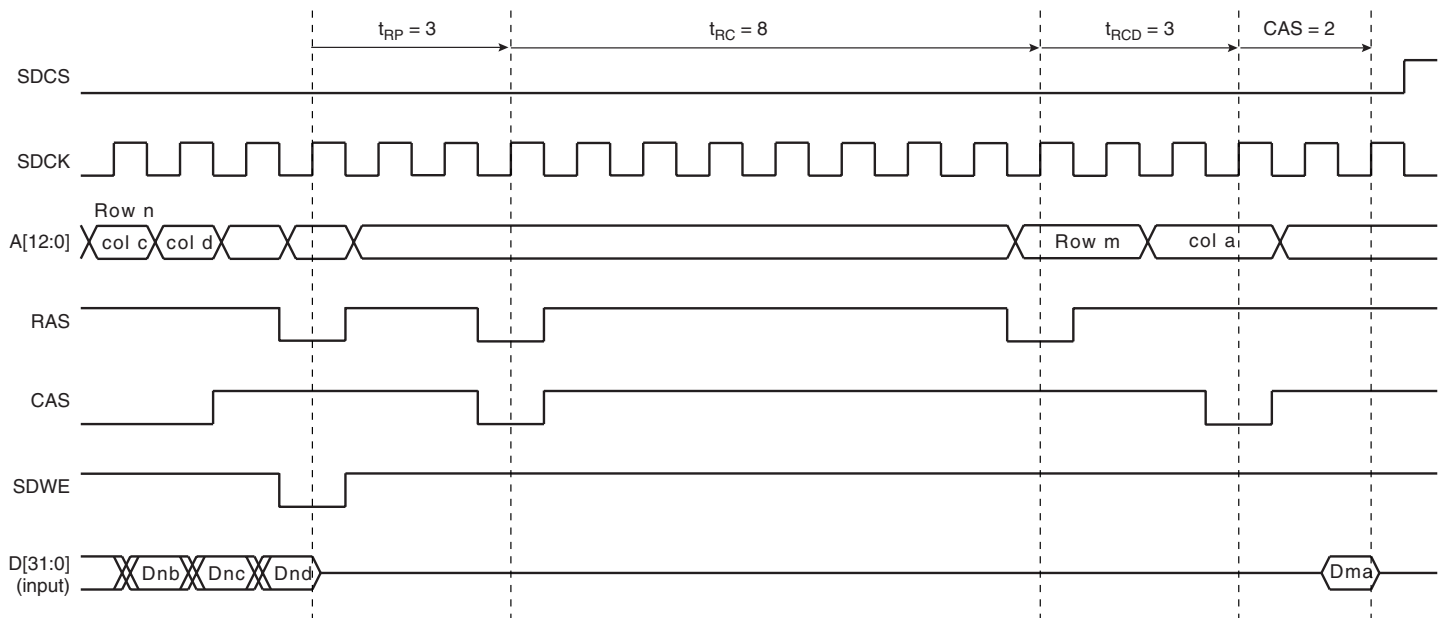 tRP = 3
tRC = 8
tRCD = 3
CAS = 2
SDCS
SDCK
Row n
A[12:0]
col c
col d
Row m
col a
RAS
CAS
SDWE
D[31:0]
(input)
Dnb
Dnc
Dnd
Dma